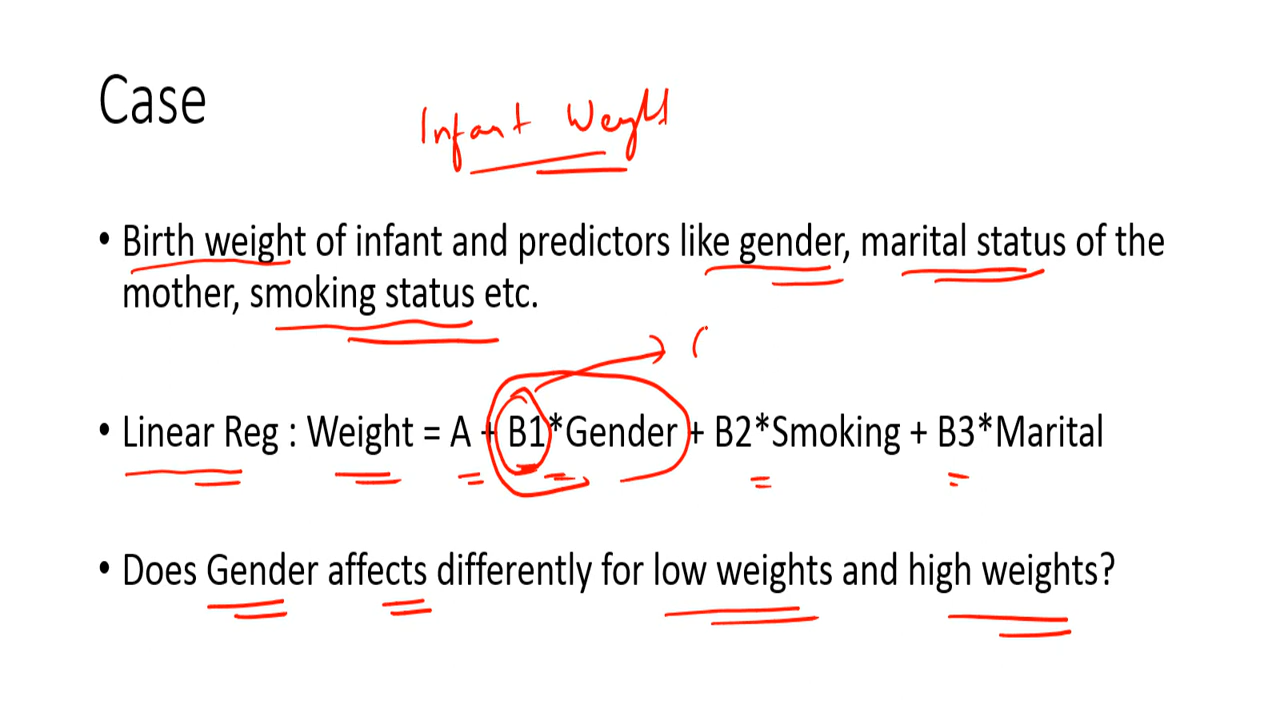 Case
Infant Weight
• Birth weight of infant and predictors like gender, marital status of the
mother, smoking status etc.
(
• Linear Reg : Weight = A + B1*Gender + B2*Smoking + B3*Marital
• Does Gender affects differently for low weights and high weights?